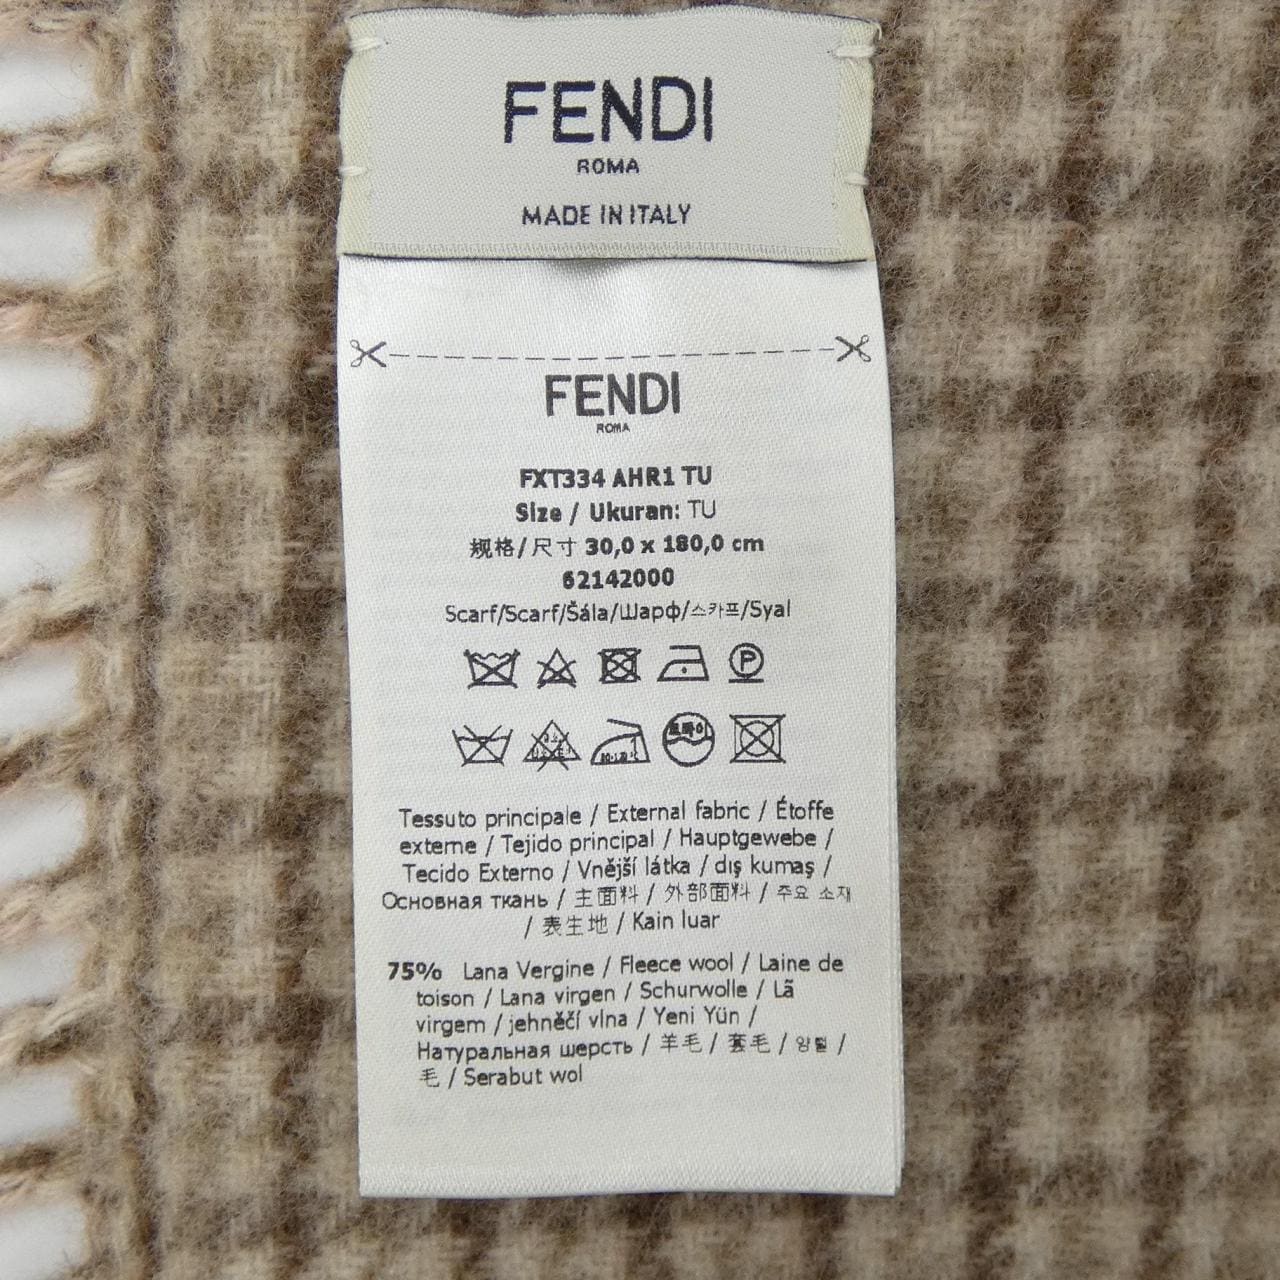 FENDI
ROMA
MADE IN ITALY
FENDI
ROMA
FXT334 AHR1 TU
Size / Ukuran: TU
规格/尺寸 30,0 x 180,0 cm
62142000
Scarf/Scarf/Šála/Шарф/스카프/Syal
P
드라이
Tessuto principale / External fabric / Étoffe
externe / Tejido principal / Hauptgewebe /
Tecido Externo / Vnější látka / dış kumaş /
Основная ткань / 主面料 / 外部面料 / 주요 소재
/ 表生地 / Kain luar
75% Lana Vergine / Fleece wool / Laine de
toison / Lana virgen / Schurwolle / Lã
virgem / jehněčí vlna / Yeni Yün /
Натуральная шерсть / 羊毛 / 套毛 / 양털 /
毛 / Serabut wol